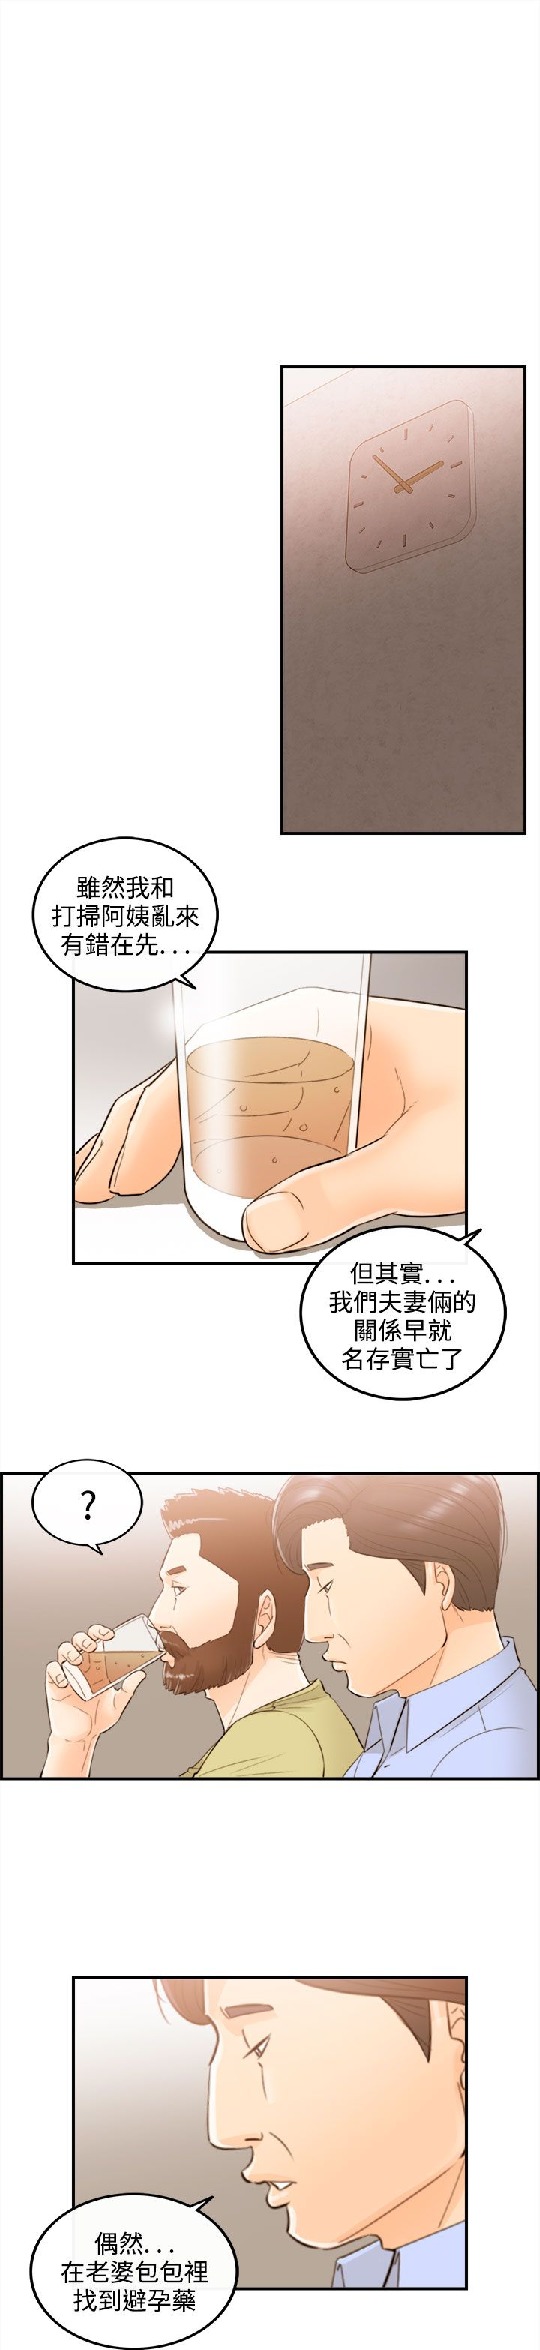 雖然我和
打掃阿姨亂來
有錯在先...
但其實...
我們夫妻倆的
關係早就
名存實亡了
?
偶然...
在老婆包包裡
找到避孕藥